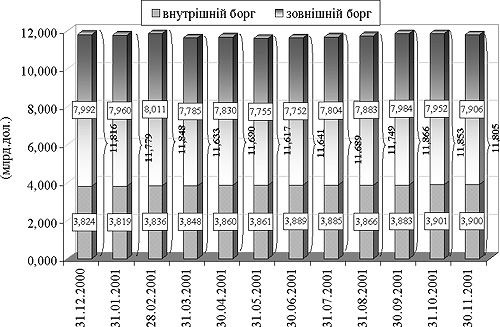 внутрішній борг зовнішній борг
12,000
10,000
8,000
6,000
4,000
2,000
0,000
(млрд.дол.)
7,992 7,960 8,011 7,785 7,830 7,755 7,752 7,804 7,883 7,984 7,952 7,906
11,816 11,779 11,848 11,633 11,690 11,617 11,641 11,689 11,749 11,866 11,853 11,805
3,824 3,819 3,836 3,848 3,860 3,861 3,889 3,885 3,866 3,883 3,901 3,900
31.12.2000 31.01.2001 28.02.2001 31.03.2001 30.04.2001 31.05.2001 30.06.2001 31.07.2001 31.08.2001 30.09.2001 31.10.2001 30.11.2001